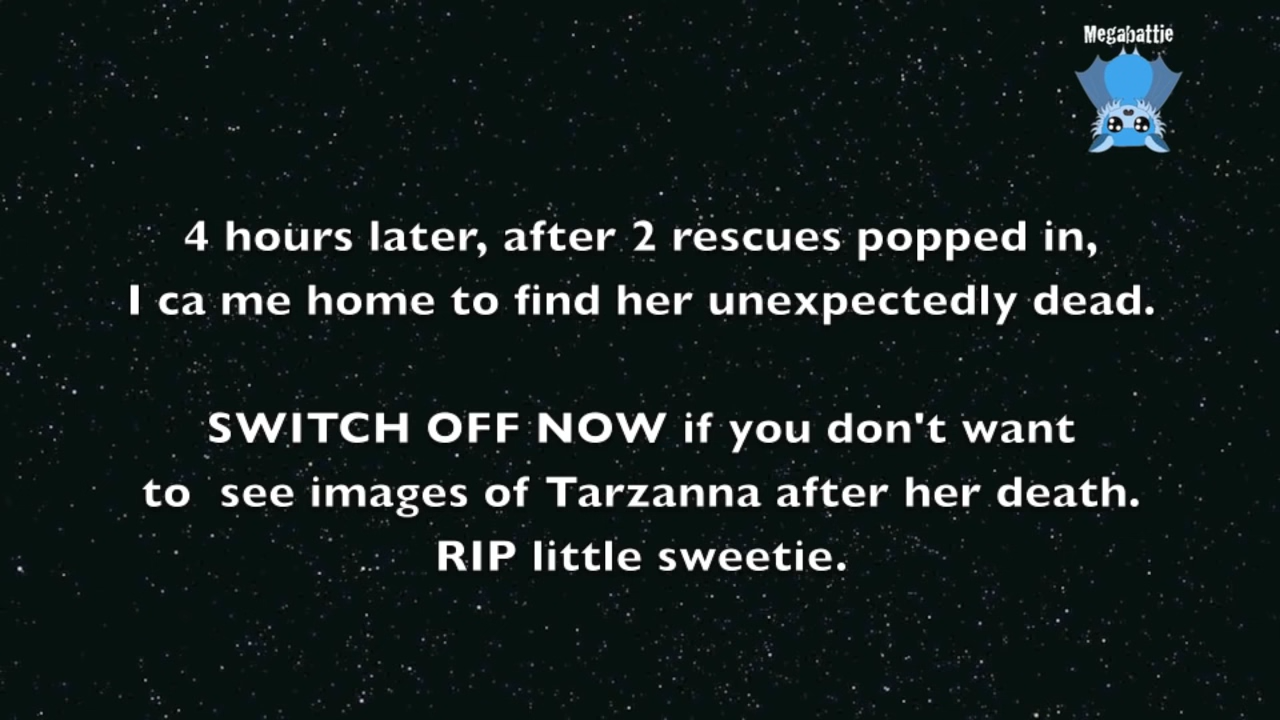 Megabattie
4 hours later, after 2 rescues popped in,
I ca me home to find her unexpectedly dead.
SWITCH OFF NOW if you don't want
to  see images of Tarzanna after her death.
RIP little sweetie.